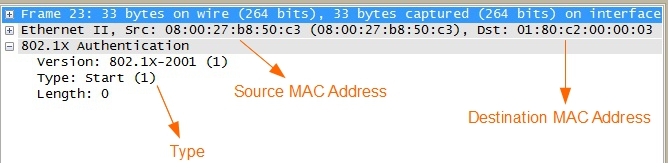 Frame 23: 33 bytes on wire (264 bits), 33 bytes captured (264 bits) on interface
Ethernet II, Src: 08:00:27:b8:50:c3 (08:00:27:b8:50:c3), Dst: 01:80:c2:00:00:03
802.1X Authentication
Version: 802.1X-2001 (1)
Type: Start (1)
Length: 0
Source MAC Address
Destination MAC Address
Type